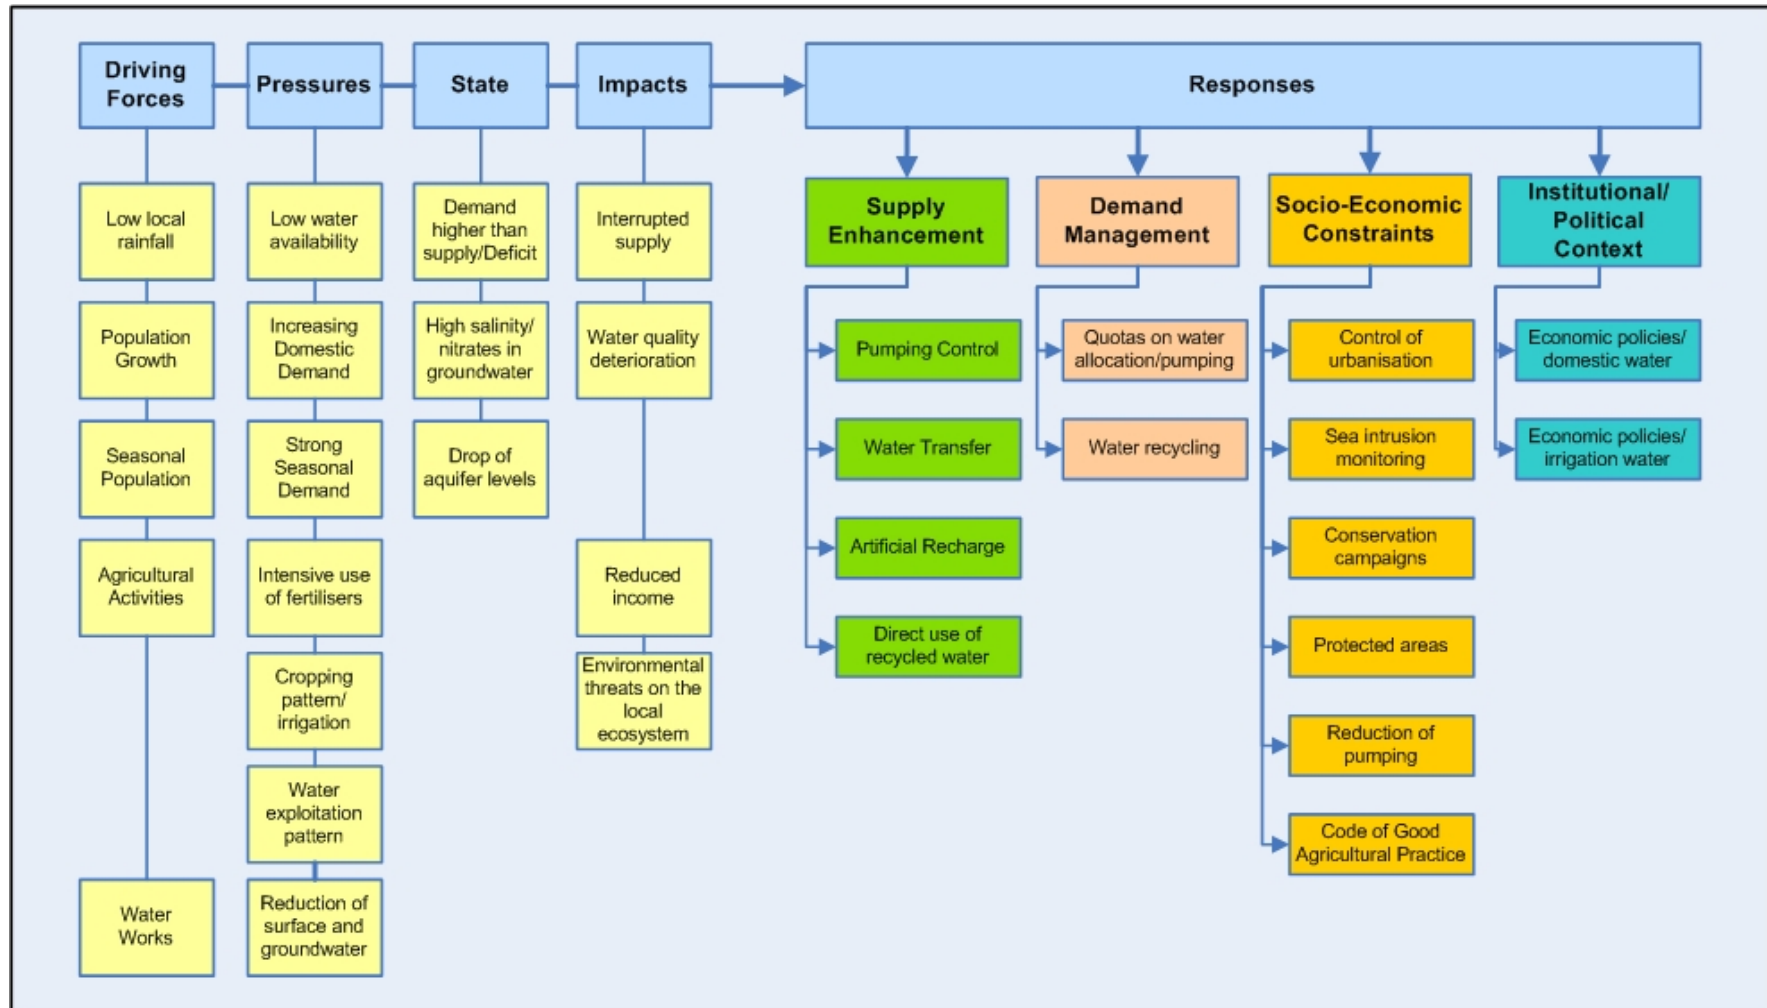 Driving
Forces
Pressures
State
Impacts
Responses
Low local
rainfall
Population
Growth
Seasonal
Population
Agricultural
Activities
Water
Works
Low water
availability
Increasing
Domestic
Demand
Strong
Seasonal
Demand
Intensive use
of fertilisers
Cropping
pattern/
irrigation
Water
exploitation
pattern
Reduction of
surface and
groundwater
Demand
higher than
supply/Deficit
High salinity/
nitrates in
groundwater
Drop of
aquifer levels
Interrupted
supply
Water quality
deterioration
Reduced
income
Environmental
threats on the
local
ecosystem
Supply
Enhancement
Pumping Control
Water Transfer
Artificial Recharge
Direct use of
recycled water
Demand
Management
Quotas on water
allocation/pumping
Water recycling
Socio-Economic
Constraints
Control of
urbanisation
Sea intrusion
monitoring
Conservation
campaigns
Protected areas
Reduction of
pumping
Code of Good
Agricultural Practice
Institutional/
Political
Context
Economic policies/
domestic water
Economic policies/
irrigation water